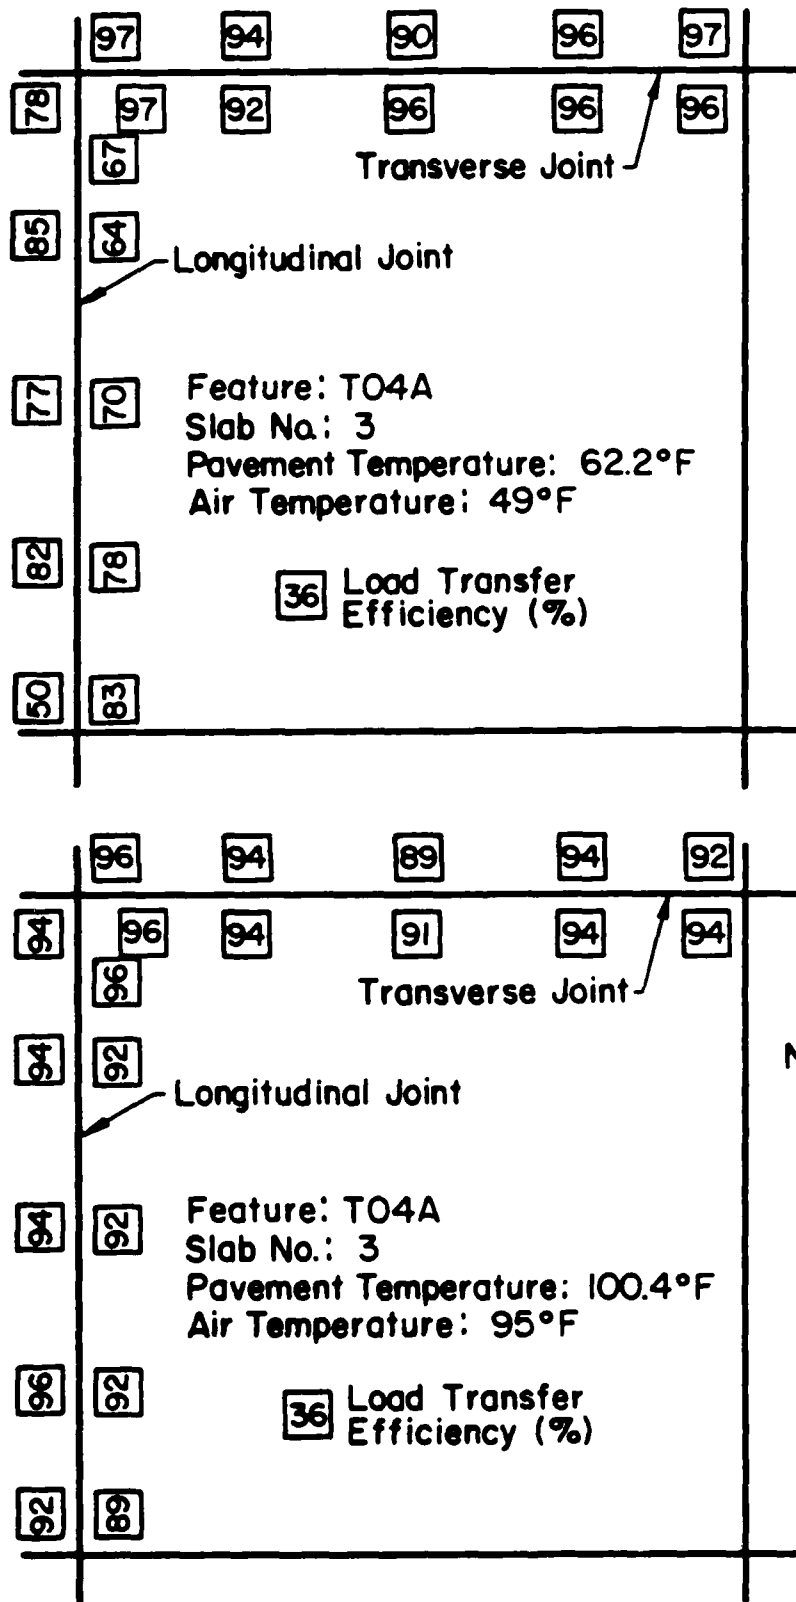 97 94 90 96 97
78 97 92 96 96 96
67
Transverse Joint
85 64
Longitudinal Joint
77 70
Feature: T04A
Slab No.: 3
Pavement Temperature: 62.2°F
Air Temperature: 49°F
82 78
36 Load Transfer
Efficiency (%)
50 83
96 94 89 94 92
94 96 94 91 94 94
96
Transverse Joint
94 92
N
Longitudinal Joint
94 92
Feature: T04A
Slab No.: 3
Pavement Temperature: 100.4°F
Air Temperature: 95°F
96 92
36 Load Transfer
Efficiency (%)
92 89